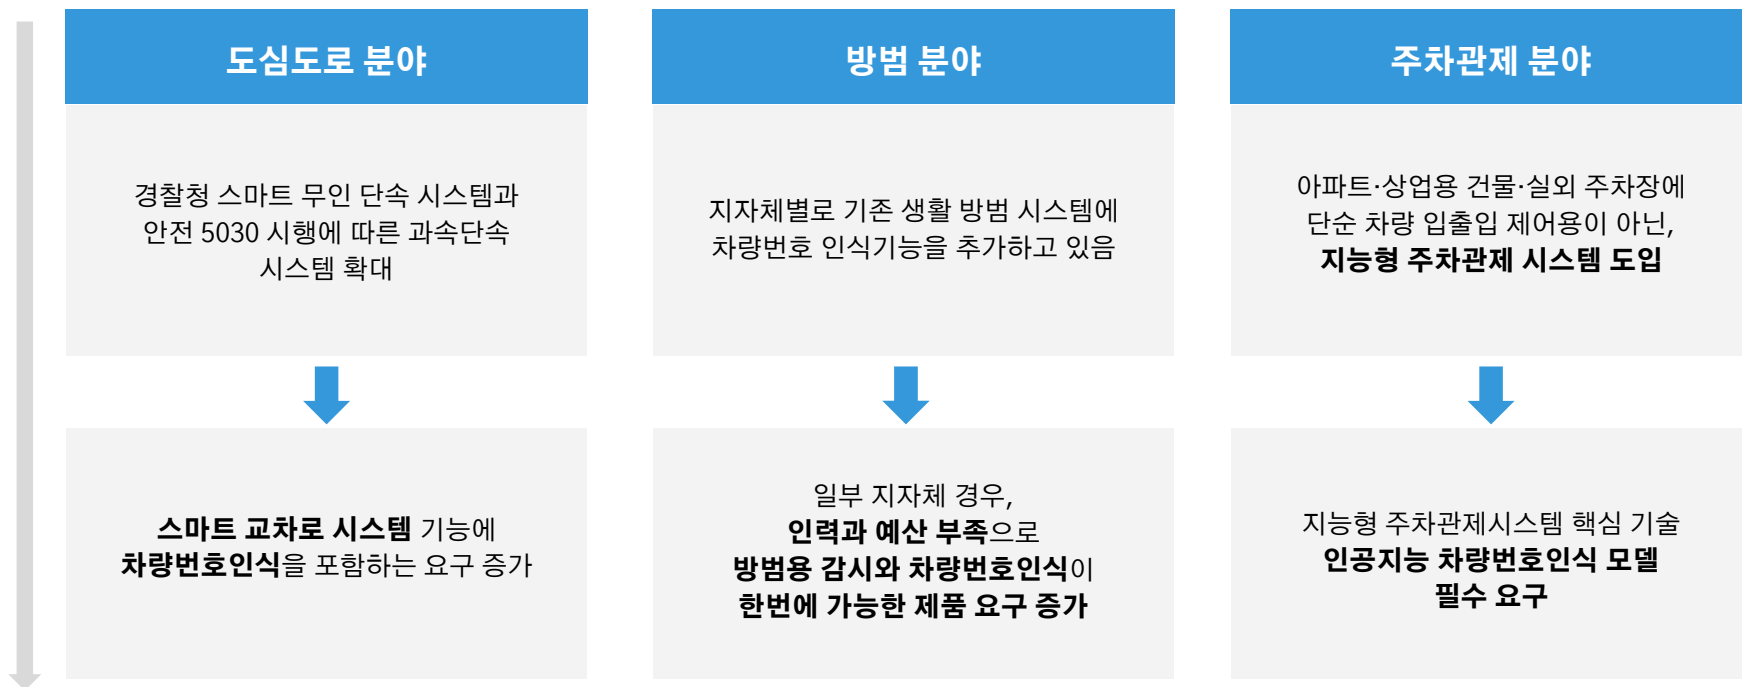 도심도로 분야
경찰청 스마트 무인 단속 시스템과
안전 5030 시행에 따른 과속단속
시스템 확대
스마트 교차로 시스템 기능에
차량번호인식을 포함하는 요구 증가
방범 분야
지자체별로 기존 생활 방범 시스템에
차량번호 인식기능을 추가하고 있음
일부 지자체 경우,
인력과 예산 부족으로
방범용 감시와 차량번호인식이
한번에 가능한 제품 요구 증가
주차관제 분야
아파트·상업용 건물·실외 주차장에
단순 차량 입출입 제어용이 아닌,
지능형 주차관제 시스템 도입
지능형 주차관제시스템 핵심 기술
인공지능 차량번호인식 모델
필수 요구